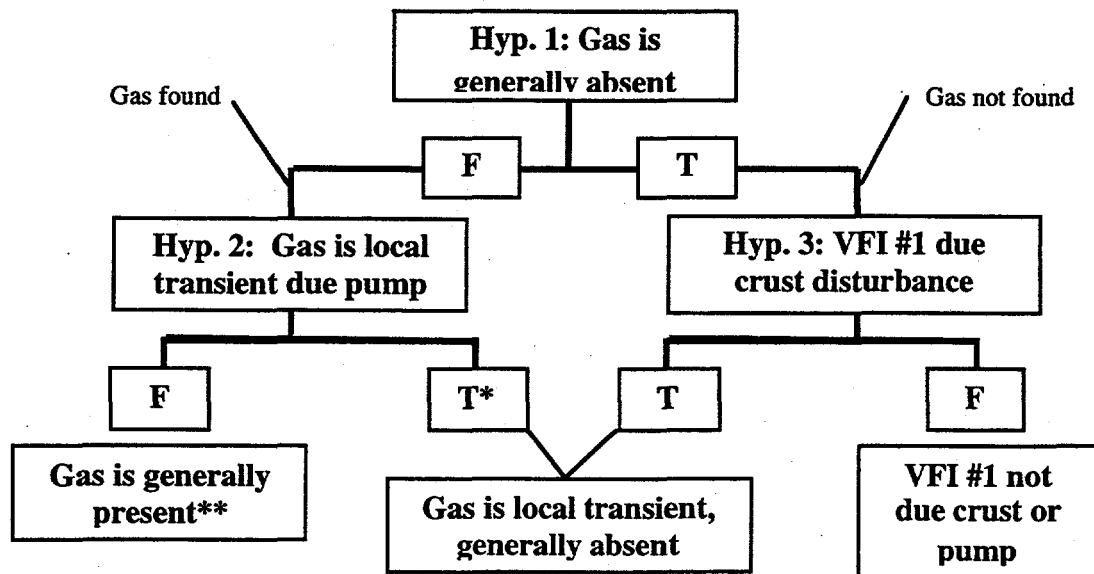 Hyp. 1: Gas is
generally absent
Gas found
Gas not found
F
T
Hyp. 2: Gas is local
transient due pump
Hyp. 3: VFI #1 due
crust disturbance
F
T*
T
F
Gas is generally
present**
Gas is local transient,
generally absent
VFI #1 not
due crust or
pump